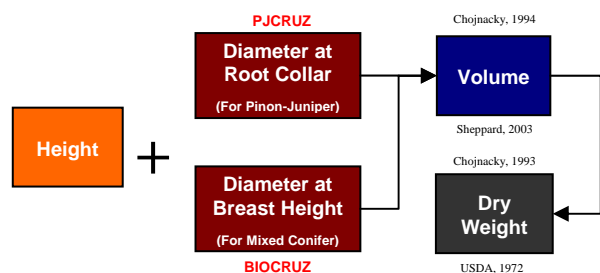 PJCRUZ
Diameter at
Root Collar
(For Pinon-Juniper)
Height
+
Diameter at
Breast Height
(For Mixed Conifer)
BIOCRUZ
Chojnacky, 1994
Volume
Sheppard, 2003
Chojnacky, 1993
Dry
Weight
USDA, 1972